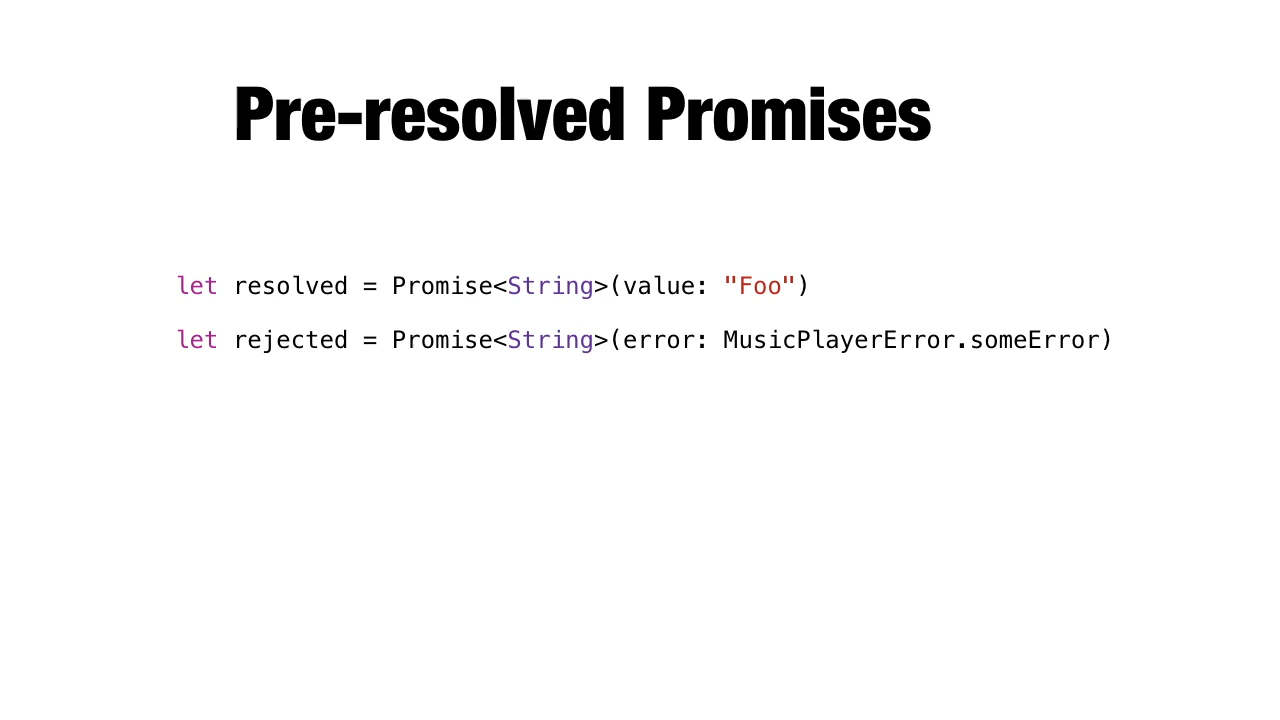 Pre-resolved Promises
let resolved = Promise<String>(value: "Foo")
let rejected = Promise<String>(error: MusicPlayerError.someError)